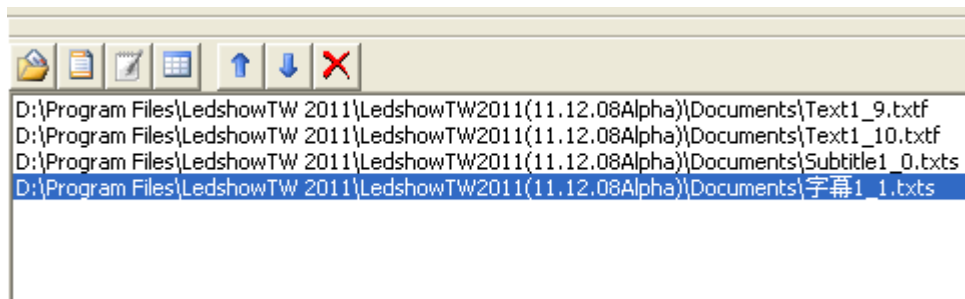 D:\Program Files\LedshowTW 2011\LedshowTW2011(11.12.08Alpha)\Documents\Text1_9.txtf
D:\Program Files\LedshowTW 2011\LedshowTW2011(11.12.08Alpha)\Documents\Text1_10.txtf
D:\Program Files\LedshowTW 2011\LedshowTW2011(11.12.08Alpha)\Documents\Subtitle1_0.txts
D:\Program Files\LedshowTW 2011\LedshowTW2011(11.12.08Alpha)\Documents\字幕1_1.txts